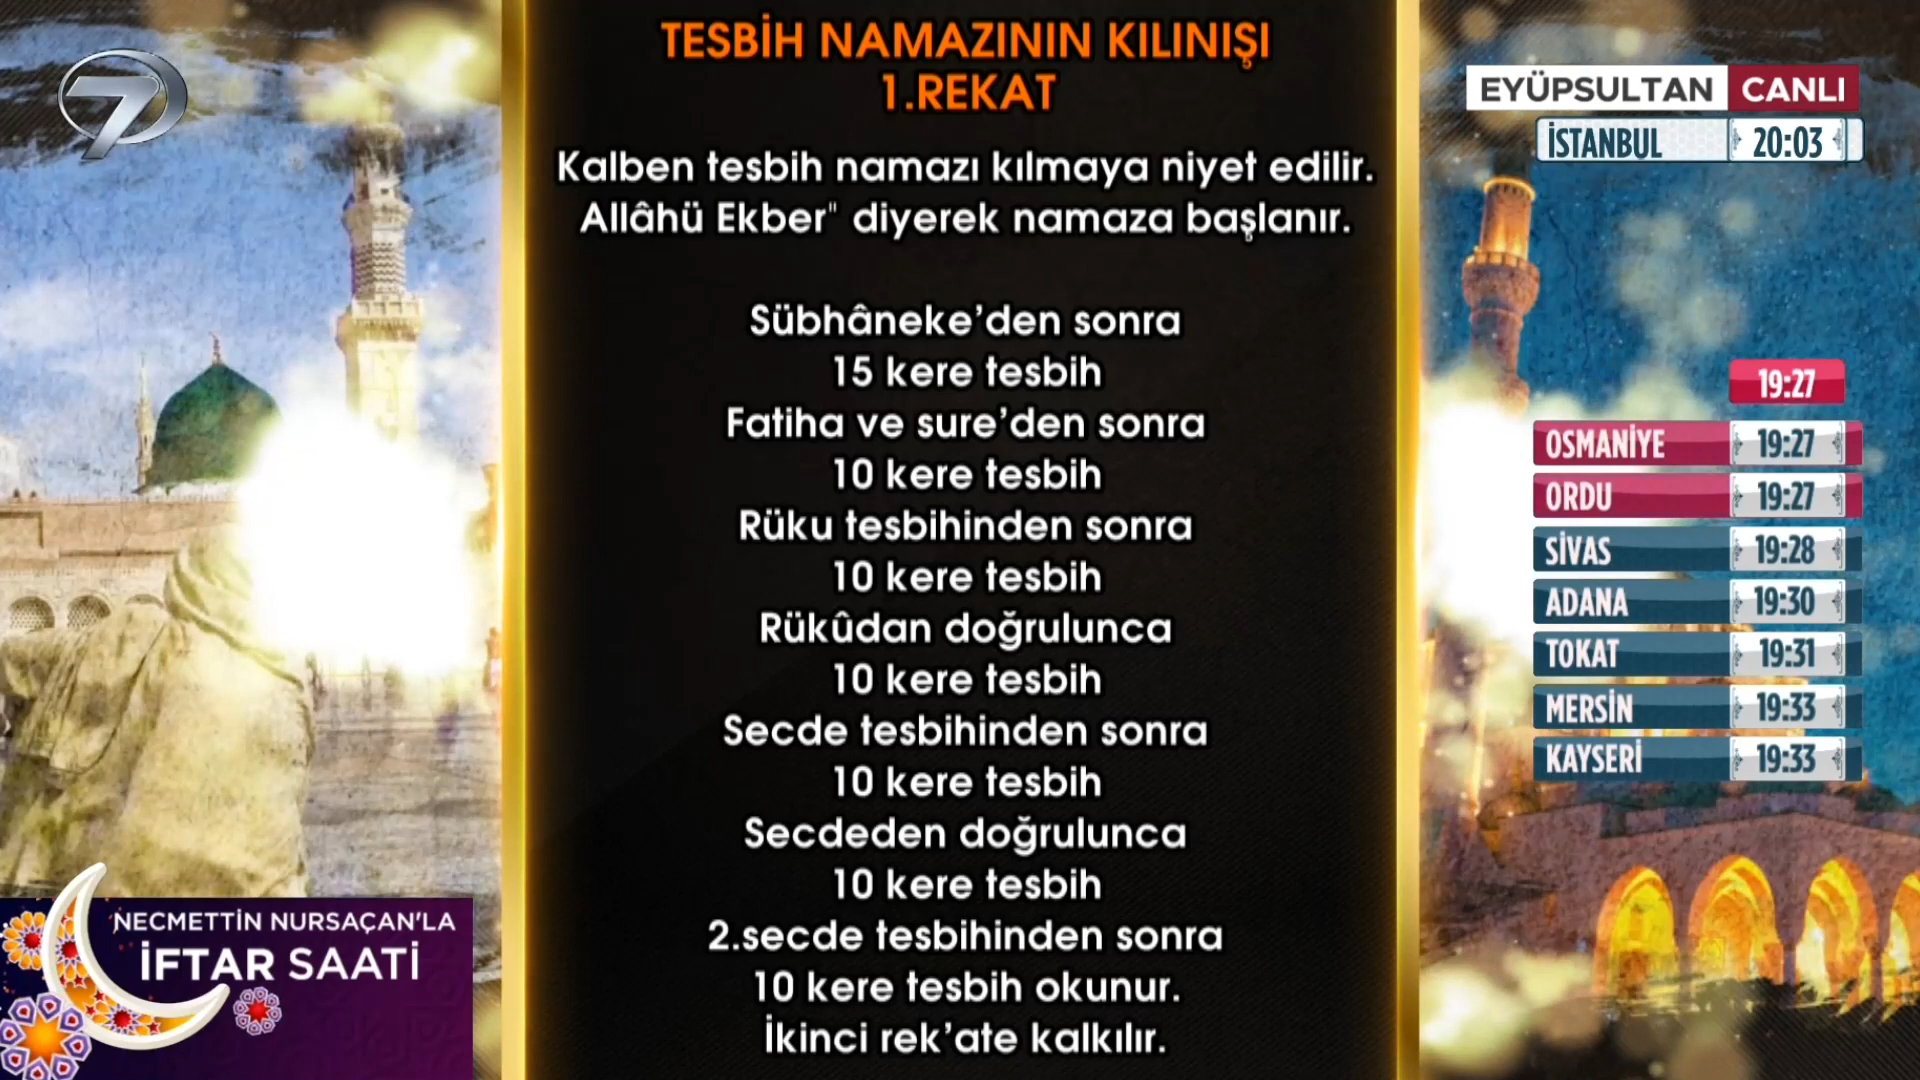 TESBİH NAMAZININ KILINIŞI
1.REKAT
Kalben tesbih namazı kılmaya niyet edilir.
Allâhü Ekber" diyerek namaza başlanır.
Sübhâneke’den sonra
15 kere tesbih
Fatiha ve sure’den sonra
10 kere tesbih
Rüku tesbihinden sonra
10 kere tesbih
Rükûdan doğrulunca
10 kere tesbih
Secde tesbihinden sonra
10 kere tesbih
Secdeden doğrulunca
10 kere tesbih
2.secde tesbihinden sonra
10 kere tesbih okunur.
İkinci rek’ate kalkılır.
7
NECMETTİN NURSAÇAN'LA
İFTAR SAATİ
EYÜPSULTAN CANLI
İSTANBUL 20:03
19:27
OSMANİYE 19:27
ORDU 19:27
SİVAS 19:28
ADANA 19:30
TOKAT 19:31
MERSİN 19:33
KAYSERİ 19:33